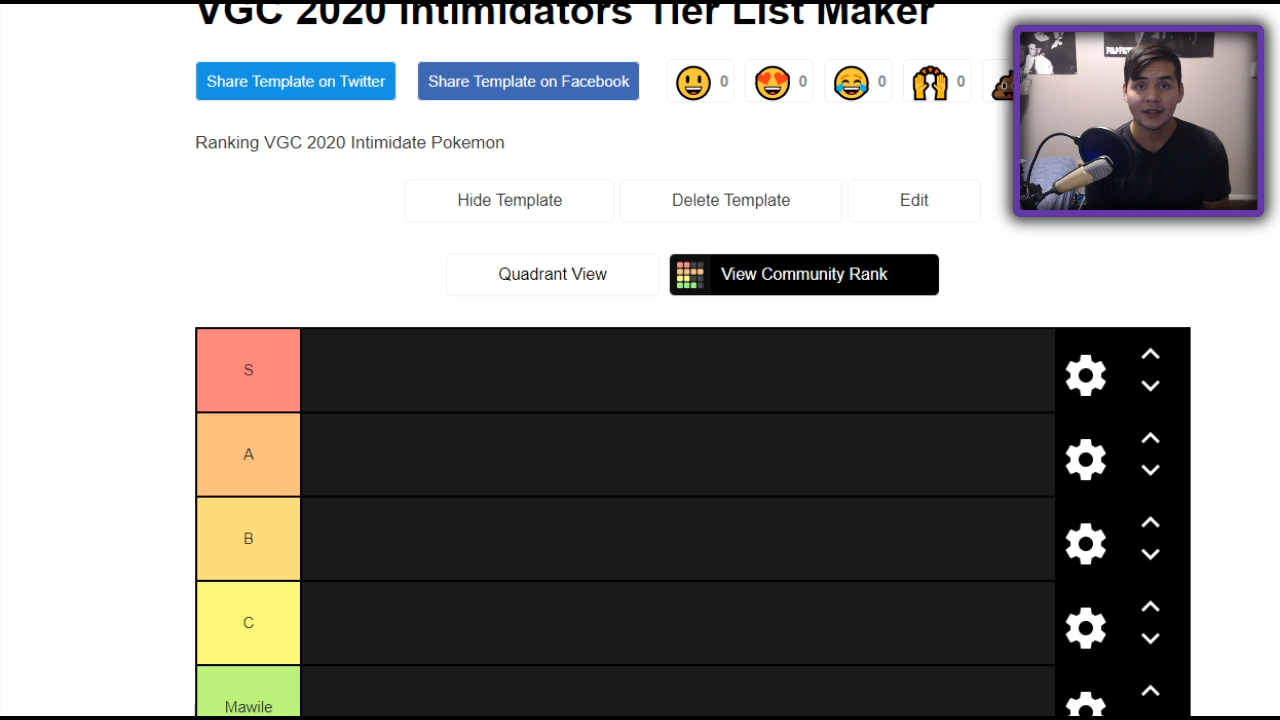 VGC 2020 Intimidators Tier List Maker
Share Template on Twitter
Share Template on Facebook
0
0
0
0
Ranking VGC 2020 Intimidate Pokemon
Hide Template
Delete Template
Edit
Quadrant View
View Community Rank
S
A
B
C
Mawile